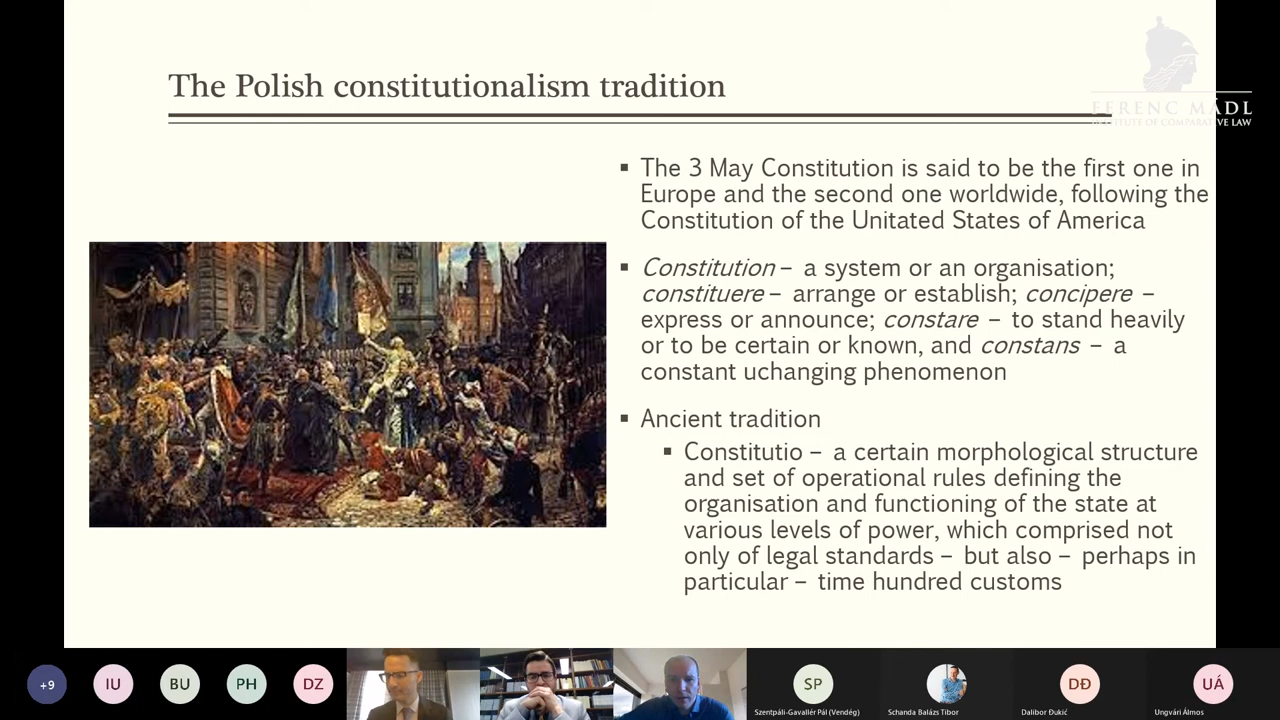 The Polish constitutionalism tradition
FERENC MÁDL
INSTITUTE OF COMPARATIVE LAW
▪ The 3 May Constitution is said to be the first one in
Europe and the second one worldwide, following the
Constitution of the Unitated States of America
▪ Constitution – a system or an organisation;
constituere – arrange or establish; concipere –
express or announce; constare – to stand heavily
or to be certain or known, and constans – a
constant uchanging phenomenon
▪ Ancient tradition
▪ Constitutio – a certain morphological structure
and set of operational rules defining the
organisation and functioning of the state at
various levels of power, which comprised not
only of legal standards – but also – perhaps in
particular – time hundred customs
+9
IU
BU
PH
DZ
SP
DĐ
UÁ
Szentpáli-Gavallér Pál (Vendég)
Schanda Balázs Tibor
Dalibor Đukić
Ungvári Álmos